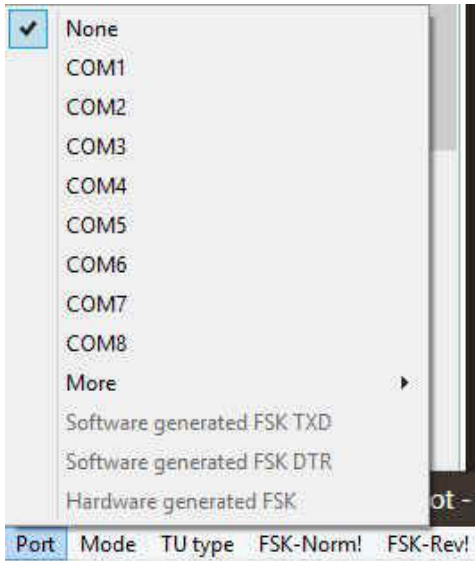 None
COM1
COM2
COM3
COM4
COM5
COM6
COM7
COM8
More
Software generated FSK TXD
Software generated FSK DTR
Hardware generated FSK
ot -
Port Mode TU type FSK-Norm! FSK-Rev!